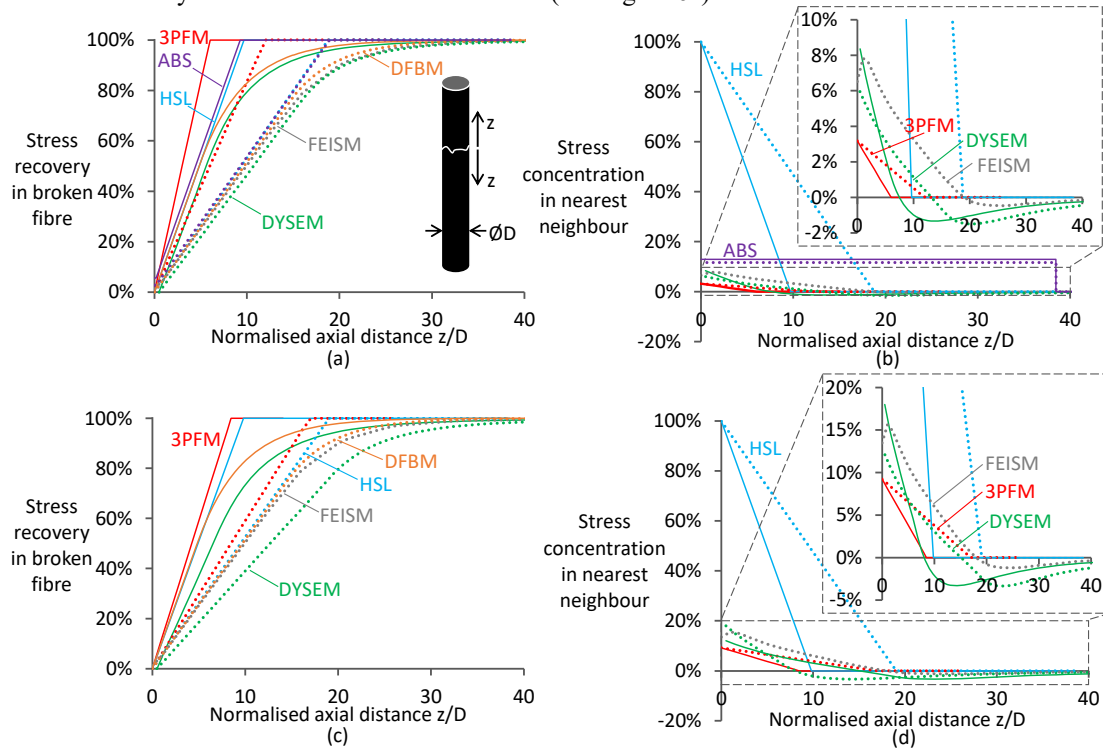 100%
80%
60%
40%
20%
0%
Stress
recovery
in broken
fibre
3PFM
ABS
HSL
DFBM
FEISM
DYSEM
z
z
ØD
0 10 20 30 40
Normalised axial distance z/D
(a)
100%
80%
60%
40%
20%
0%
-20%
Stress
concentration
in nearest
neighbour
HSL
ABS
10%
8%
6%
4%
2%
0%
-2%
3PFM
DYSEM
FEISM
0 10 20 30 40
0 10 20 30 40
Normalised axial distance z/D
(b)
100%
80%
60%
40%
20%
0%
Stress
recovery
in broken
fibre
3PFM
DFBM
HSL
FEISM
DYSEM
0 10 20 30 40
Normalised axial distance z/D
(c)
100%
80%
60%
40%
20%
0%
-20%
Stress
concentration
in nearest
neighbour
HSL
20%
15%
10%
5%
0%
-5%
FEISM
3PFM
DYSEM
0 10 20 30 40
0 10 20 30 40
Normalised axial distance z/D
(d)